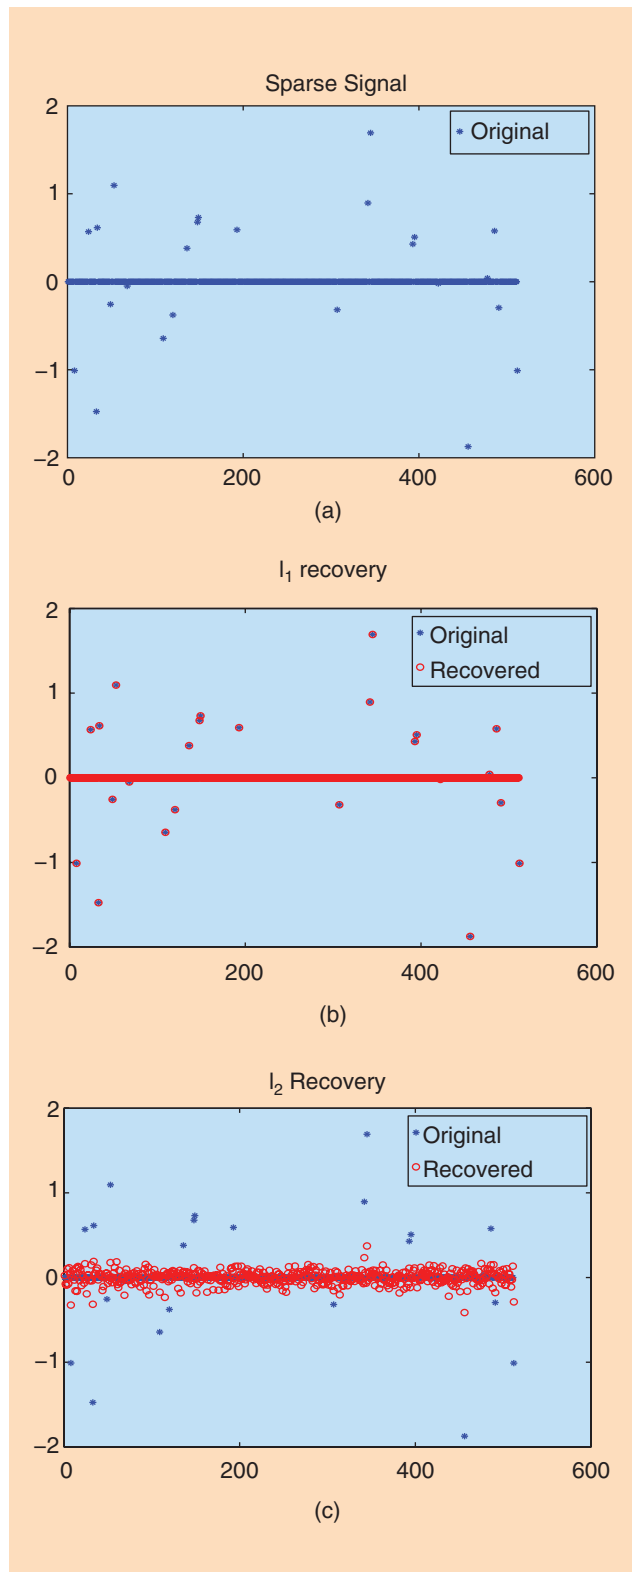 Sparse Signal
2
1
0
−1
−2
0 200 400 600
Original
(a)
l₁ recovery
2
1
0
−1
−2
0 200 400 600
Original
Recovered
(b)
l₂ Recovery
2
1
0
−1
−2
0 200 400 600
Original
Recovered
(c)